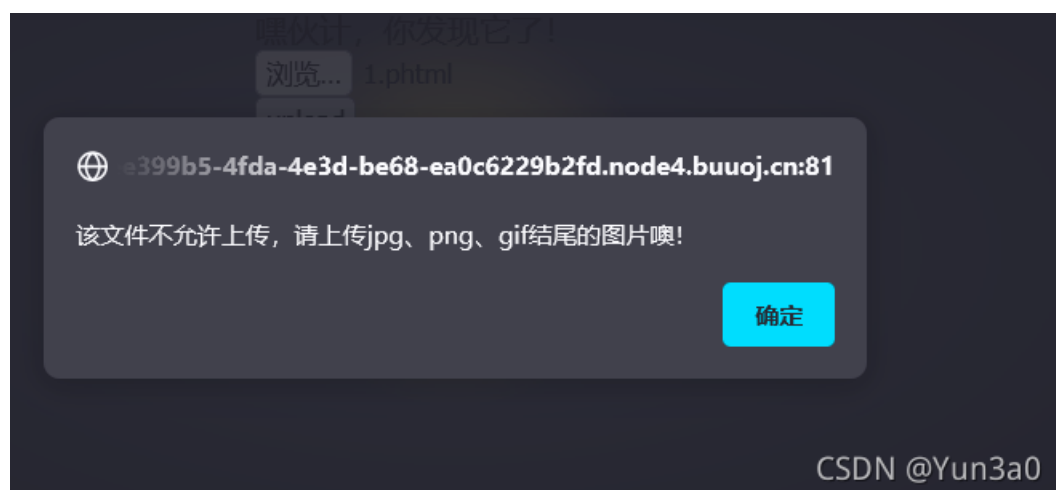 嘿伙计，你发现它了！
浏览... 1.phtml
upload
e399b5-4fda-4e3d-be68-ea0c6229b2fd.node4.buuoj.cn:81
该文件不允许上传，请上传jpg、png、gif结尾的图片噢!
确定
CSDN @Yun3a0